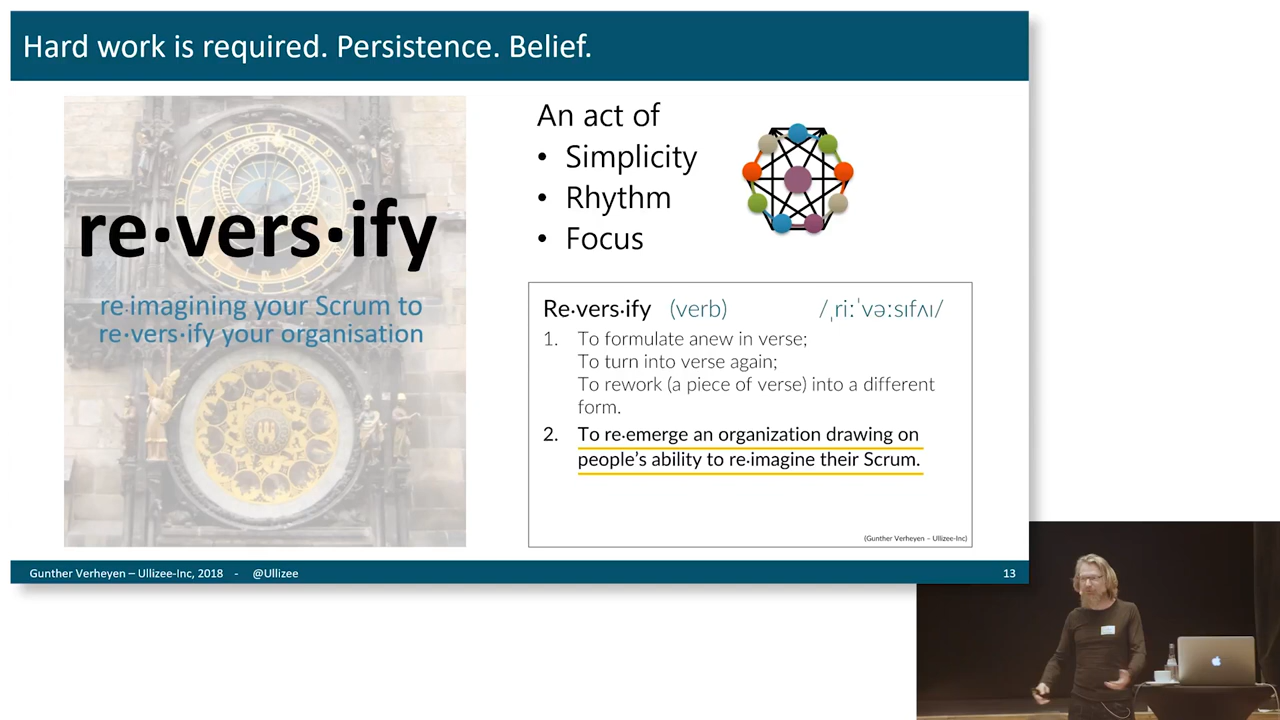 Hard work is required. Persistence. Belief.
re·vers·ify
re·imagining your Scrum to
re·vers·ify your organisation
An act of
• Simplicity
• Rhythm
• Focus
Re·vers·ify (verb) /ˌriːˈvəːsɪfʌɪ/
1. To formulate anew in verse;
To turn into verse again;
To rework (a piece of verse) into a different
form.
2. To re·emerge an organization drawing on
people's ability to re·imagine their Scrum.
(Gunther Verheyen – Ullizee-Inc)
Gunther Verheyen – Ullizee-Inc, 2018 - @Ullizee 13